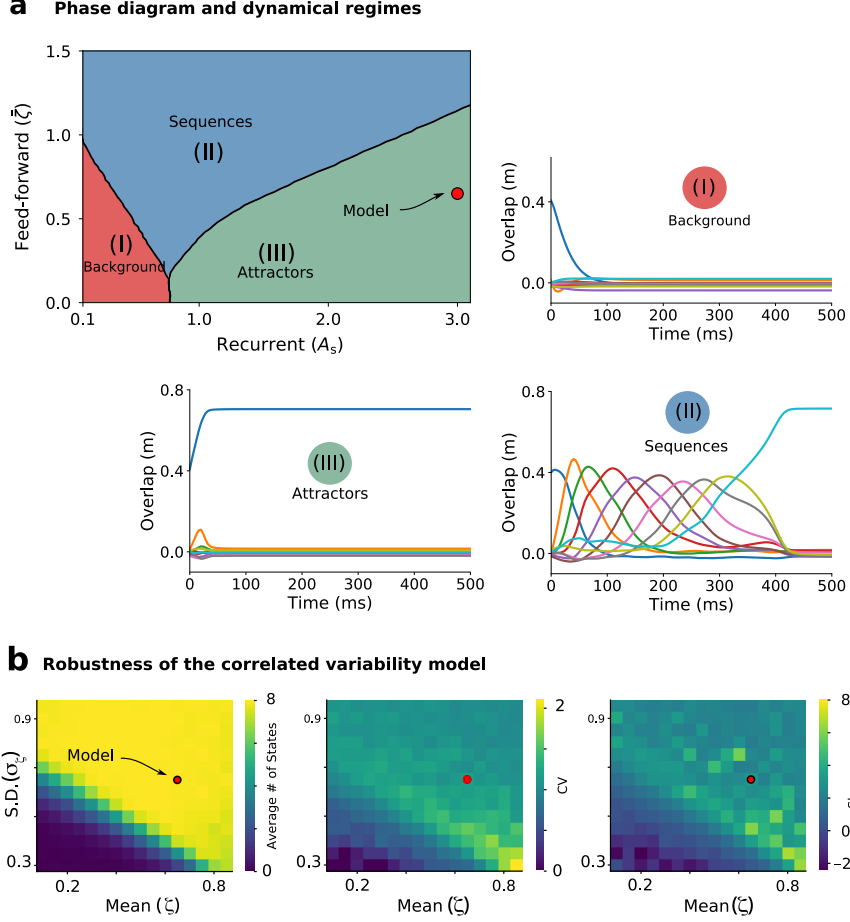 a Phase diagram and dynamical regimes
1.5
1.0
0.5
0.0
Feed-forward (ζ̄)
Sequences
(II)
(I)
Background
(III)
Attractors
Model
0.1 1.0 2.0 3.0
Recurrent (Aₛ)
Overlap (m)
0.4
0.0
(I)
Background
0 100 200 300 400 500
Time (ms)
Overlap (m)
0.8
0.4
0.0
(III)
Attractors
0 100 200 300 400 500
Time (ms)
Overlap (m)
0.8
0.4
0.0
(II)
Sequences
0 100 200 300 400 500
Time (ms)
b Robustness of the correlated variability model
S.D.(σζ)
0.9
0.3
Model
0.2 0.8
Mean (ζ̄)
8
4
0
Average # of States
0.9
0.3
0.2 0.8
Mean (ζ̄)
2
1
0
CV
0.9
0.3
0.2 0.8
Mean (ζ̄)
8
4
0
−2